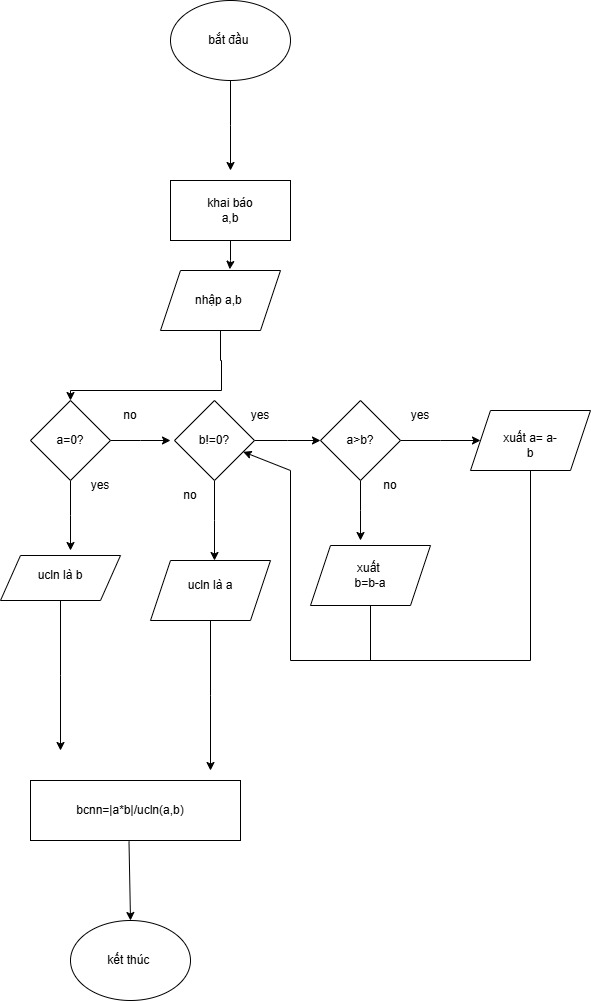 bắt đầu
khai báo
a,b
nhập a,b
a=0?
no
b!=0?
yes
a>b?
yes
xuất a= a-
b
yes
no
no
ucln là b
ucln là a
xuất
b=b-a
bcnn=|a*b|/ucln(a,b)
kết thúc